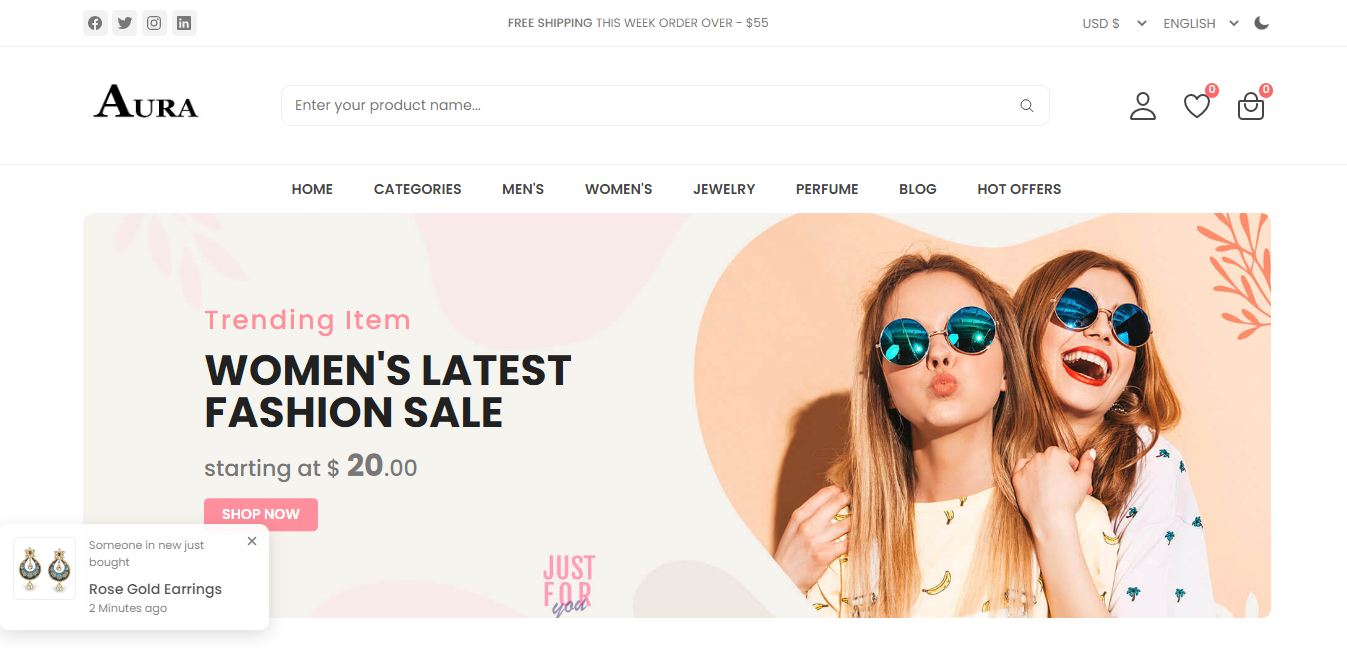 FREE SHIPPING THIS WEEK ORDER OVER - $55
USD $
ENGLISH
AURA
Enter your product name...
0
0
HOME
CATEGORIES
MEN'S
WOMEN'S
JEWELRY
PERFUME
BLOG
HOT OFFERS
Trending Item
WOMEN'S LATEST
FASHION SALE
starting at $ 20.00
SHOP NOW
JUST
FOR
you
Someone in new just
bought
Rose Gold Earrings
2 Minutes ago